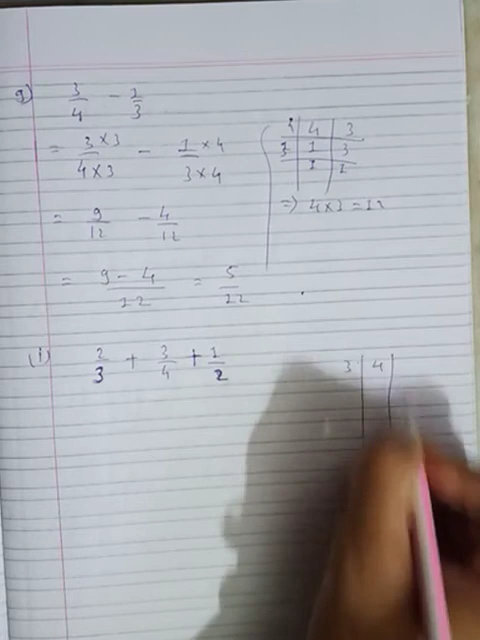 g) 3/4 - 1/3
= 3×3/4×3 - 1×4/3×4
= 9/12 - 4/12
= 9-4/12 = 5/12
4 3
3 1 3
1 1
=> 4×3=12
(i) 2/3 + 3/4 + 1/2
3 4